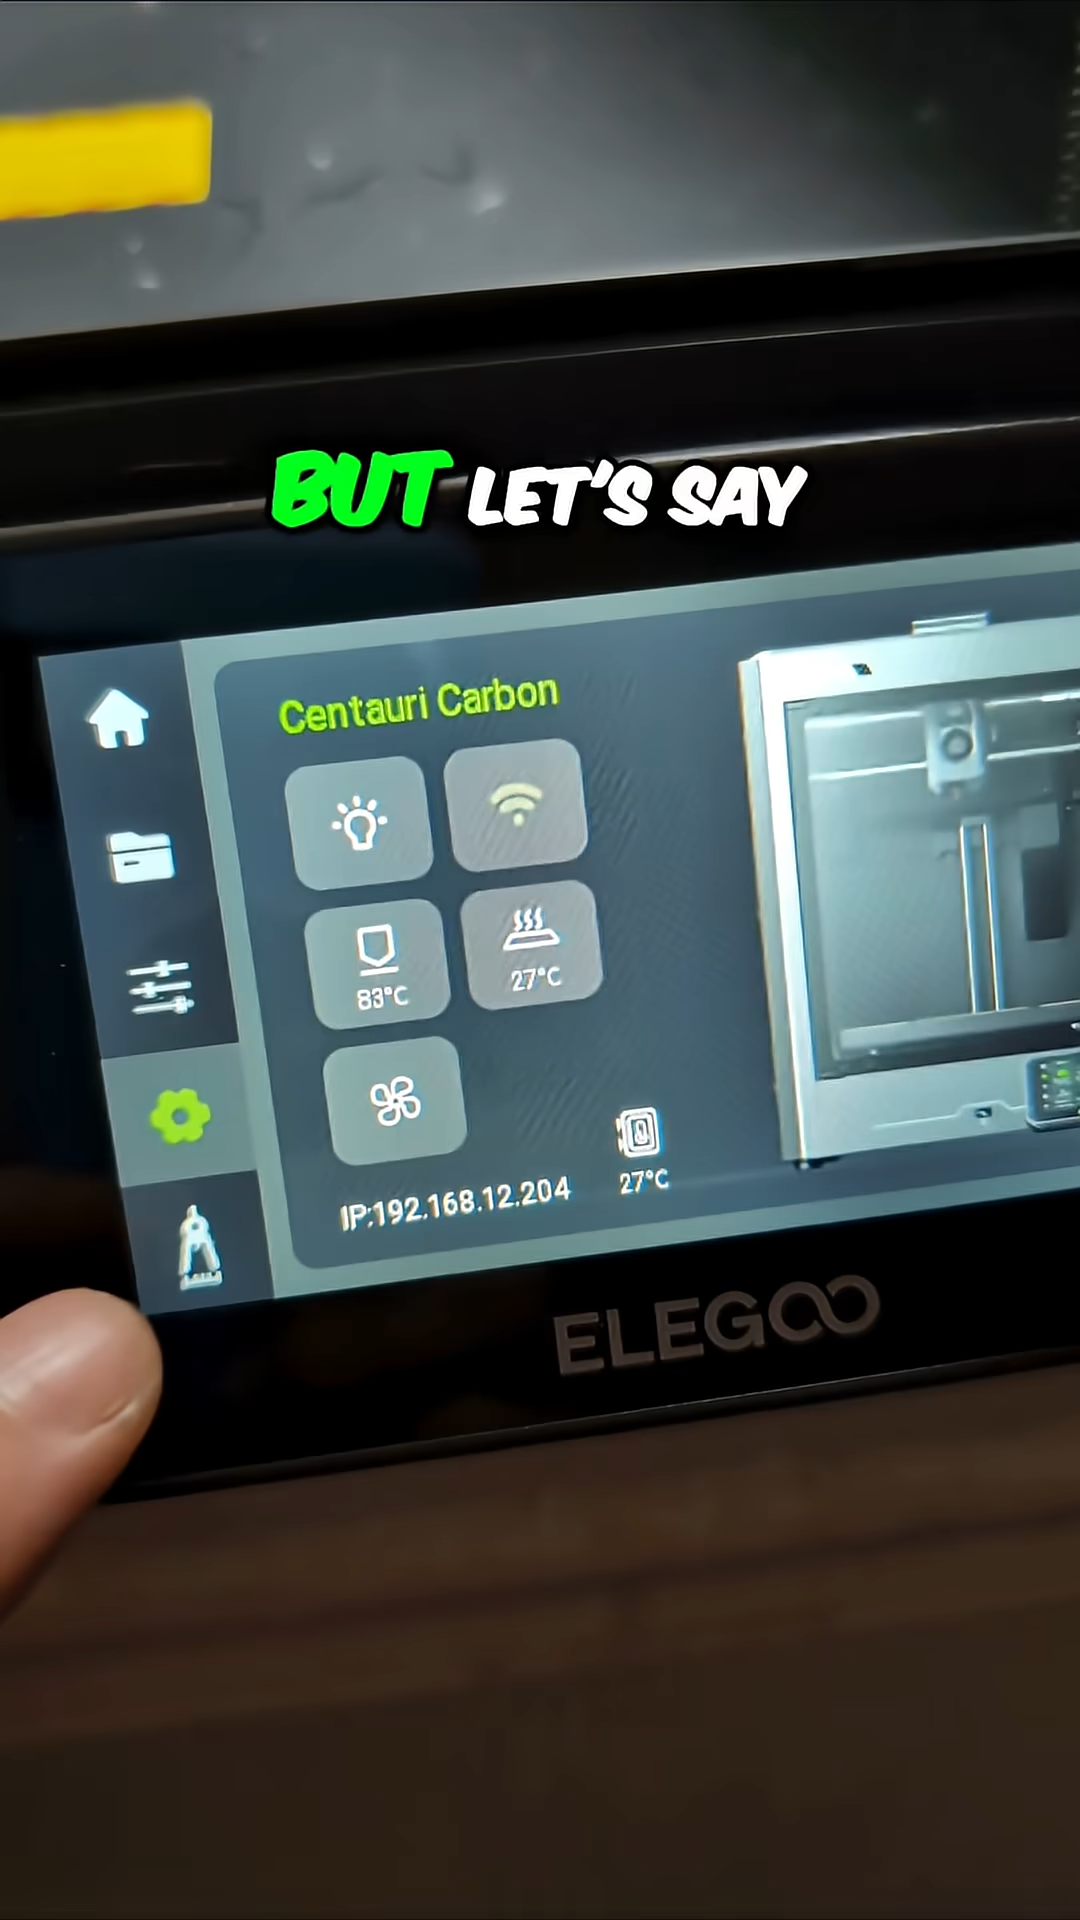 BUT LET'S SAY
Centauri Carbon
83°C
27°C
IP:192.168.12.204
27°C
ELEGOO